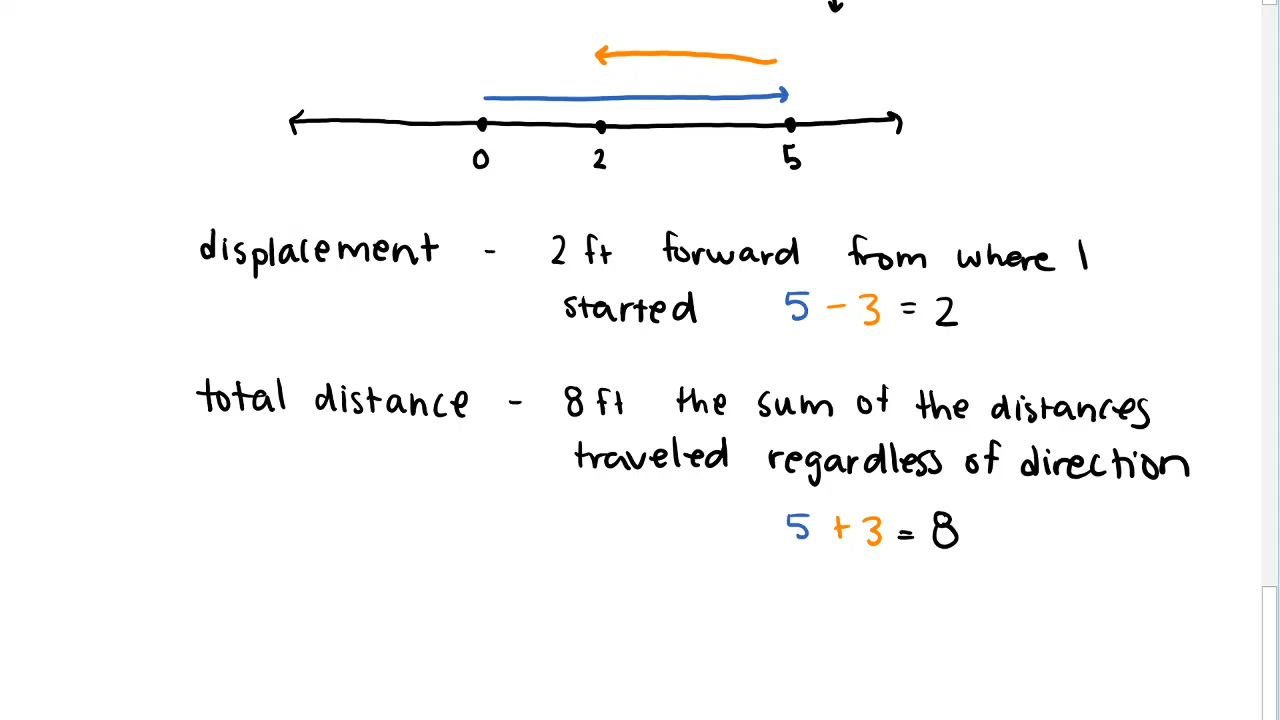 0 2 5
displacement - 2 ft forward from where I
started 5 - 3 = 2
total distance - 8 ft the sum of the distances
traveled regardless of direction
5 + 3 = 8